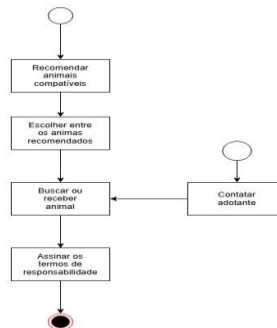 Recomendar
animais
compatíveis
Escolher entre
os animas
recomendados
Buscar ou
receber
animal
Contatar
adotante
Assinar os
termos de
responsabilidade